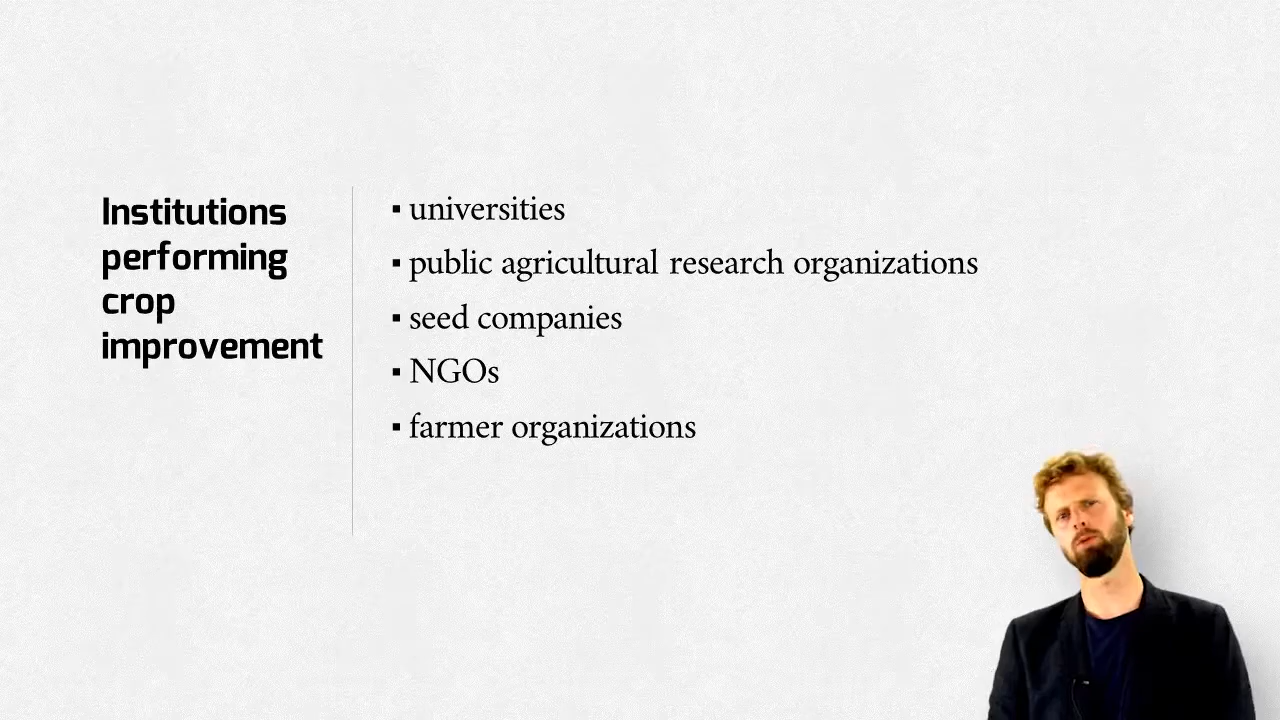 Institutions
performing
crop
improvement
▪ universities
▪ public agricultural research organizations
▪ seed companies
▪ NGOs
▪ farmer organizations